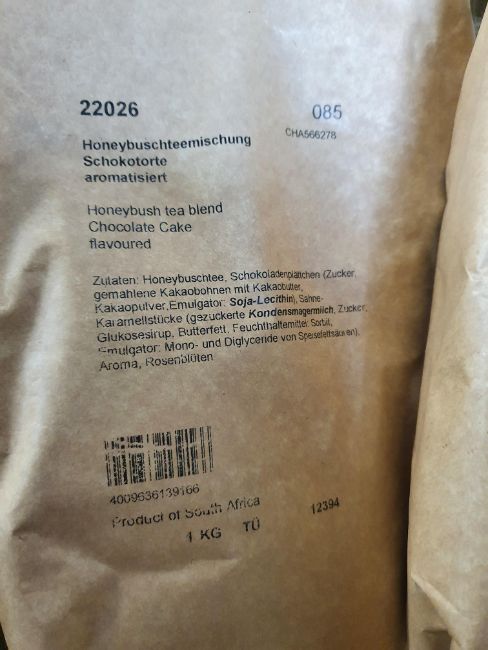 22026
085
CHA566278
Honeybuschteemischung
Schokotorte
aromatisiert
Honeybush tea blend
Chocolate Cake
flavoured
Zutaten: Honeybuschtee, Schokoladenplättchen (Zucker,
gemahlene Kakaobohnen mit Kakaobutter,
Kakaopulver,Emulgator: Soja-Lecithin), Sahne-
Karamellstücke (gezuckerte Kondensmagermilch, Zucker,
Glukosesirup, Butterfett, Feuchthaltemittel: Sorbit,
Emulgator: Mono- und Diglyceride von Speisefettsäuren),
Aroma, Rosenblüten
4009636139166
Product of South Africa
12394
1 KG TÜ